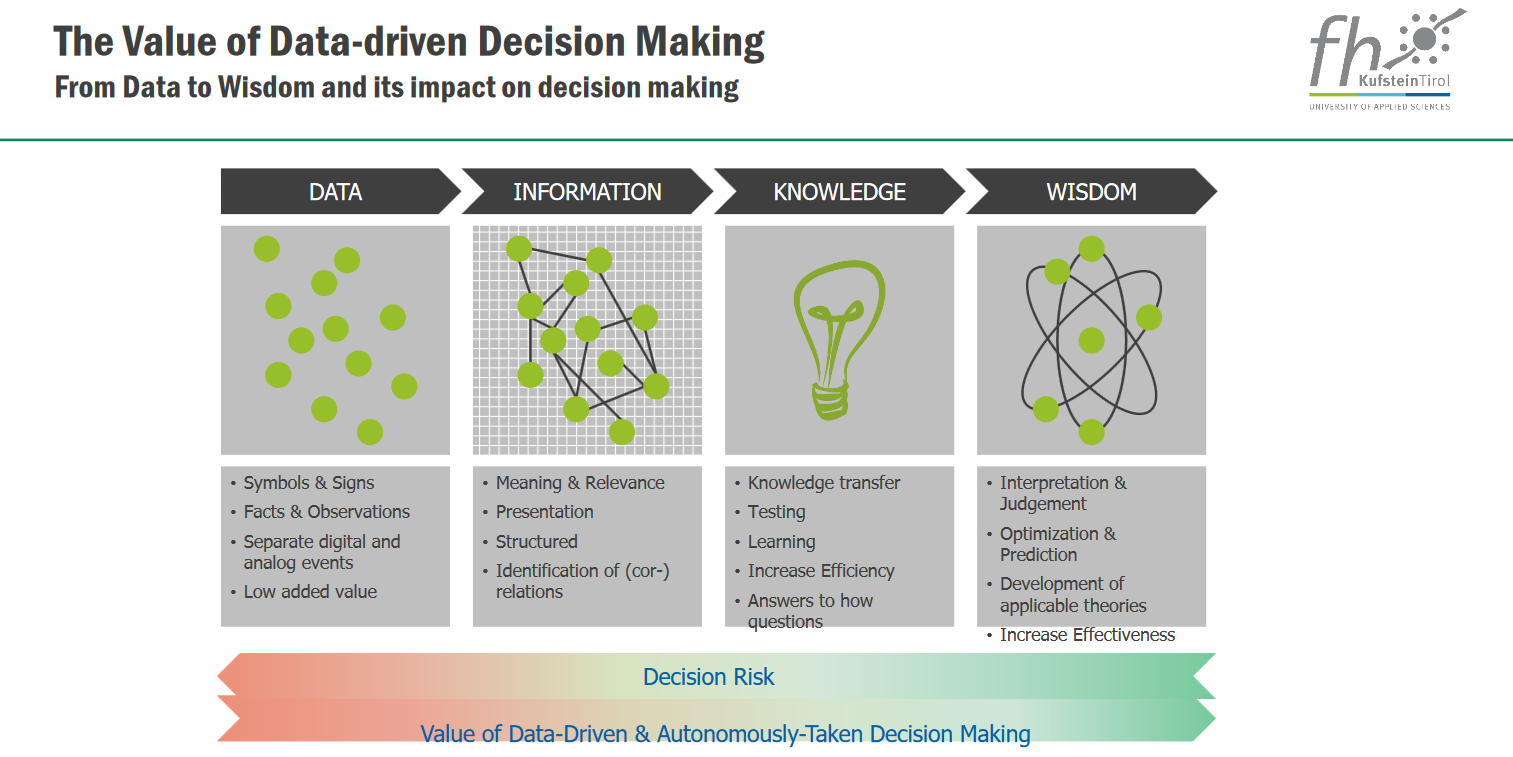 The Value of Data-driven Decision Making
From Data to Wisdom and its impact on decision making
fh
KufsteinTirol
UNIVERSITY OF APPLIED SCIENCES
DATA
INFORMATION
KNOWLEDGE
WISDOM
• Symbols & Signs
• Facts & Observations
• Separate digital and
analog events
• Low added value
• Meaning & Relevance
• Presentation
• Structured
• Identification of (cor-)
relations
• Knowledge transfer
• Testing
• Learning
• Increase Efficiency
• Answers to how
questions
• Interpretation &
Judgement
• Optimization &
Prediction
• Development of
applicable theories
• Increase Effectiveness
Decision Risk
Value of Data-Driven & Autonomously-Taken Decision Making